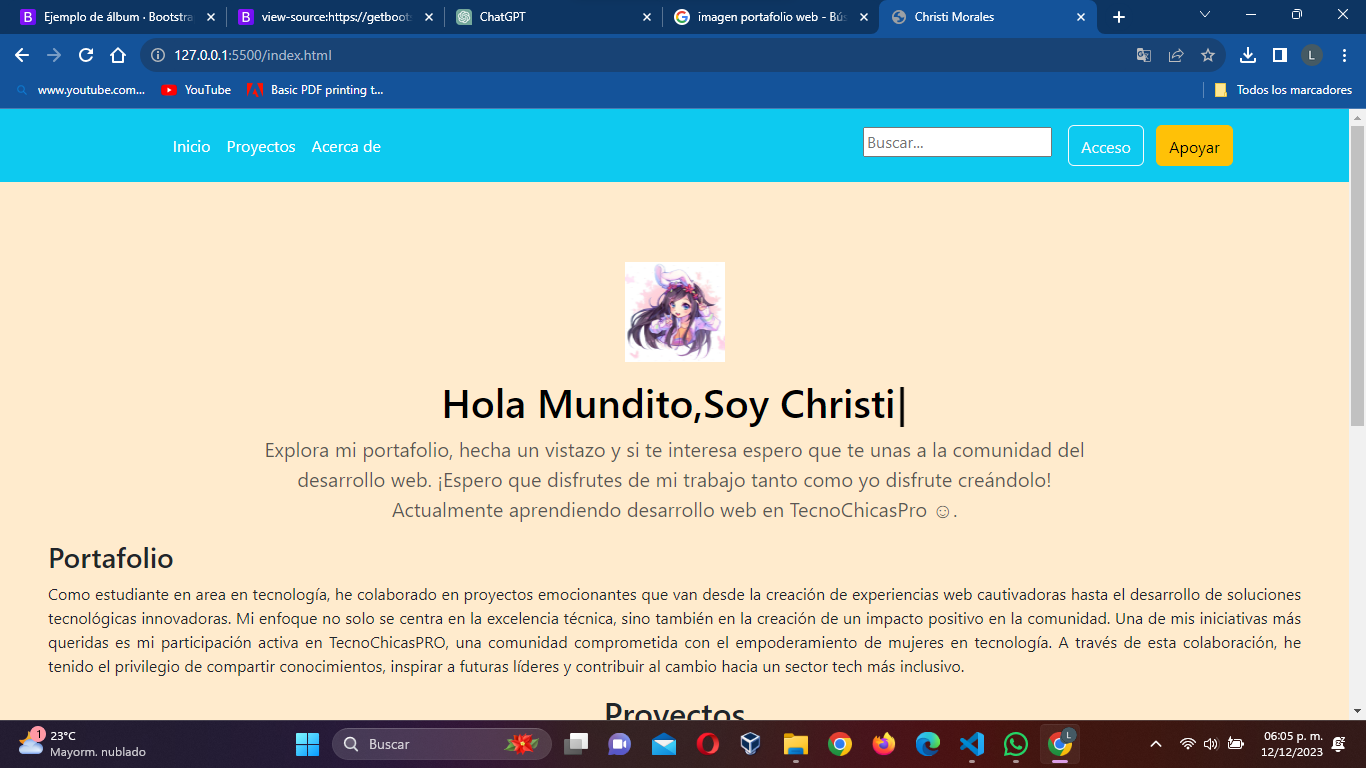 Ejemplo de álbum · Bootstra
view-source:https://getboots
ChatGPT
imagen portafolio web - Bús
Christi Morales
127.0.0.1:5500/index.html
L
www.youtube.com...
YouTube
Basic PDF printing t...
Todos los marcadores
Inicio
Proyectos
Acerca de
Buscar...
Acceso
Apoyar
Hola Mundito,Soy Christi|
Explora mi portafolio, hecha un vistazo y si te interesa espero que te unas a la comunidad del
desarrollo web. ¡Espero que disfrutes de mi trabajo tanto como yo disfrute creándolo!
Actualmente aprendiendo desarrollo web en TecnoChicasPro ☺.
Portafolio
Como estudiante en area en tecnología, he colaborado en proyectos emocionantes que van desde la creación de experiencias web cautivadoras hasta el desarrollo de soluciones
tecnológicas innovadoras. Mi enfoque no solo se centra en la excelencia técnica, sino también en la creación de un impacto positivo en la comunidad. Una de mis iniciativas más
queridas es mi participación activa en TecnoChicasPRO, una comunidad comprometida con el empoderamiento de mujeres en tecnología. A través de esta colaboración, he
tenido el privilegio de compartir conocimientos, inspirar a futuras líderes y contribuir al cambio hacia un sector tech más inclusivo.
Proyectos
1
23°C
Mayorm. nublado
Buscar
L
06:05 p. m.
12/12/2023